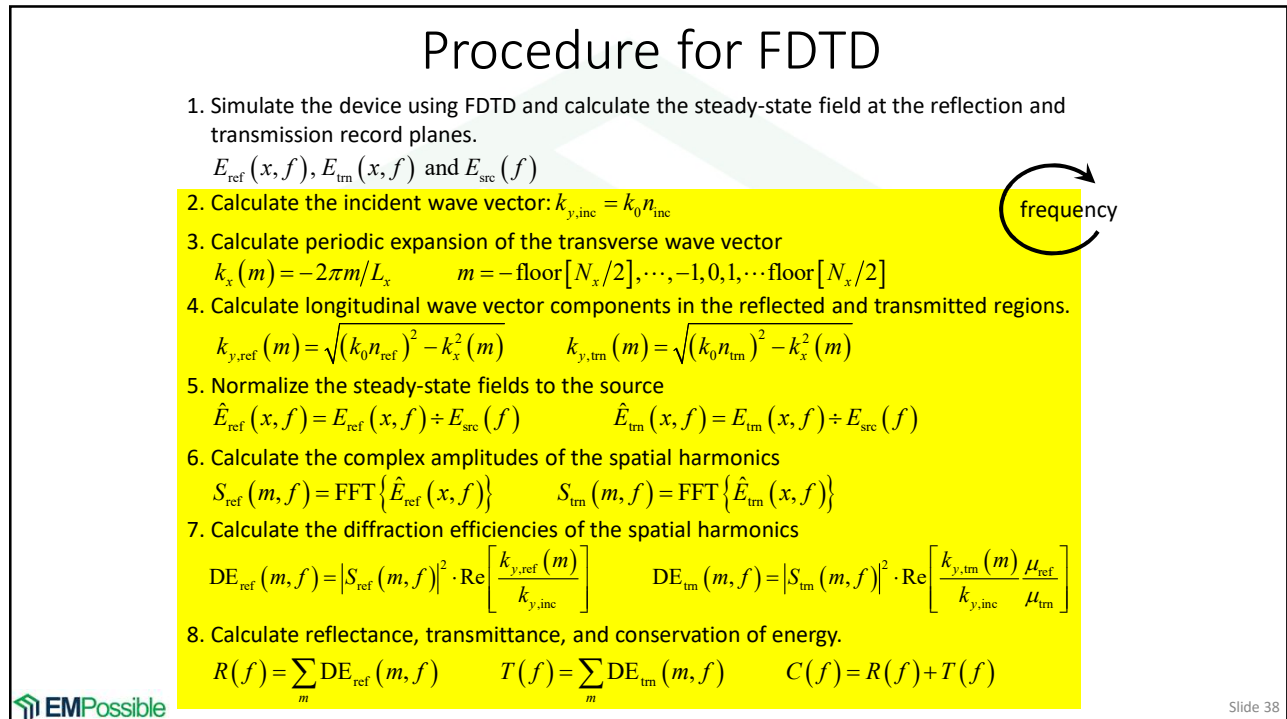 Procedure for FDTD
1. Simulate the device using FDTD and calculate the steady-state field at the reflection and
transmission record planes.
E_ref (x, f), E_trn (x, f) and E_src (f)
2. Calculate the incident wave vector: k_y,inc = k_0 n_inc
frequency
3. Calculate periodic expansion of the transverse wave vector
k_x (m) = −2πm/L_x m = −floor[N_x/2],⋯,−1,0,1,⋯floor[N_x/2]
4. Calculate longitudinal wave vector components in the reflected and transmitted regions.
k_y,ref (m) = √((k_0 n_ref)² − k_x² (m)) k_y,trn (m) = √((k_0 n_trn)² − k_x² (m))
5. Normalize the steady-state fields to the source
Ê_ref (x, f) = E_ref (x, f) ÷ E_src (f) Ê_trn (x, f) = E_trn (x, f) ÷ E_src (f)
6. Calculate the complex amplitudes of the spatial harmonics
S_ref (m, f) = FFT{Ê_ref (x, f)} S_trn (m, f) = FFT{Ê_trn (x, f)}
7. Calculate the diffraction efficiencies of the spatial harmonics
DE_ref (m, f) = |S_ref (m, f)|² · Re[k_y,ref (m) / k_y,inc] DE_trn (m, f) = |S_trn (m, f)|² · Re[k_y,trn (m) / k_y,inc μ_ref / μ_trn]
8. Calculate reflectance, transmittance, and conservation of energy.
R(f) = ∑_m DE_ref (m, f) T(f) = ∑_m DE_trn (m, f) C(f) = R(f) + T(f)
EMPossible
Slide 38